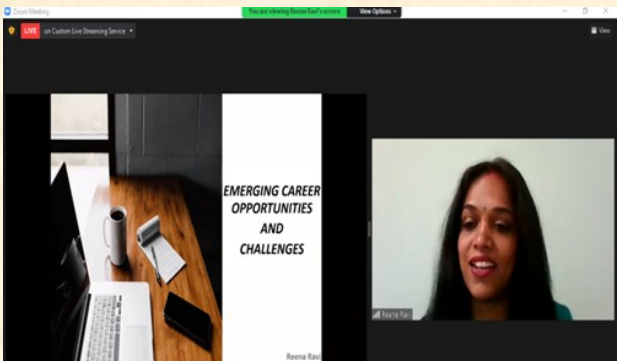 Zoom Meeting
You are viewing Reena Ravi's screen
View Options
LIVE on Custom Live Streaming Service
View
EMERGING CAREER
OPPORTUNITIES
AND
CHALLENGES
Reena Ravi
Reena Ravi